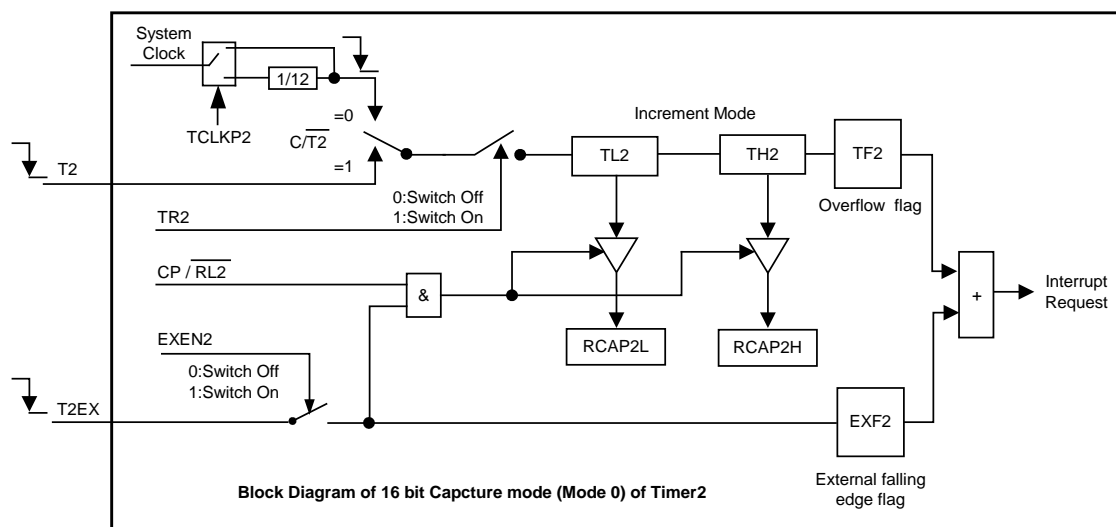 System
Clock
1/12
TCLKP2
=0
C/T2
=1
T2
TR2
0:Switch Off
1:Switch On
Increment Mode
TL2
TH2
TF2
Overflow flag
CP / RL2
&
+
Interrupt
Request
RCAP2L
RCAP2H
EXEN2
0:Switch Off
1:Switch On
T2EX
EXF2
External falling
edge flag
Block Diagram of 16 bit Capcture mode (Mode 0) of Timer2